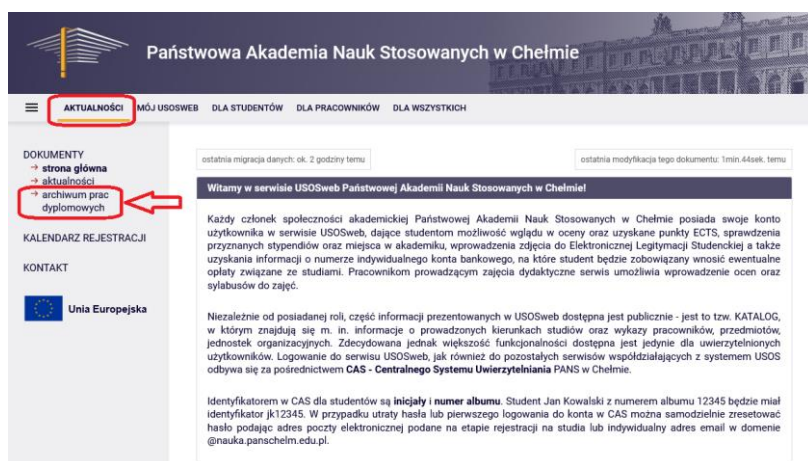 Państwowa Akademia Nauk Stosowanych w Chełmie
AKTUALNOŚCI MÓJ USOSWEB DLA STUDENTÓW DLA PRACOWNIKÓW DLA WSZYSTKICH
DOKUMENTY
→ strona główna
→ aktualności
→ archiwum prac
dyplomowych
KALENDARZ REJESTRACJI
KONTAKT
Unia Europejska
ostatnia migracja danych: ok. 2 godziny temu
ostatnia modyfikacja tego dokumentu: 1min.44sek. temu
Witamy w serwisie USOSweb Państwowej Akademii Nauk Stosowanych w Chełmie!
Każdy członek społeczności akademickiej Państwowej Akademii Nauk Stosowanych w Chełmie posiada swoje konto
użytkownika w serwisie USOSweb, dające studentom możliwość wglądu w oceny oraz uzyskane punkty ECTS, sprawdzenia
przyznanych stypendiów oraz miejsca w akademiku, wprowadzenia zdjęcia do Elektronicznej Legitymacji Studenckiej a także
uzyskania informacji o numerze indywidualnego konta bankowego, na które student będzie zobowiązany wnosić ewentualne
opłaty związane ze studiami. Pracownikom prowadzącym zajęcia dydaktyczne serwis umożliwia wprowadzenie ocen oraz
sylabusów do zajęć.
Niezależnie od posiadanej roli, część informacji prezentowanych w USOSweb dostępna jest publicznie - jest to tzw. KATALOG,
w którym znajdują się m. in. informacje o prowadzonych kierunkach studiów oraz wykazy pracowników, przedmiotów,
jednostek organizacyjnych. Zdecydowana jednak większość funkcjonalności dostępna jest jedynie dla uwierzytelnionych
użytkowników. Logowanie do serwisu USOSweb, jak również do pozostałych serwisów współdziałających z systemem USOS
odbywa się za pośrednictwem CAS - Centralnego Systemu Uwierzytelniania PANS w Chełmie.
Identyfikatorem w CAS dla studentów są inicjały i numer albumu. Student Jan Kowalski z numerem albumu 12345 będzie miał
identyfikator jk12345. W przypadku utraty hasła lub pierwszego logowania do konta w CAS można samodzielnie zresetować
hasło podając adres poczty elektronicznej podane na etapie rejestracji na studia lub indywidualny adres email w domenie
@nauka.panschelm.edu.pl.